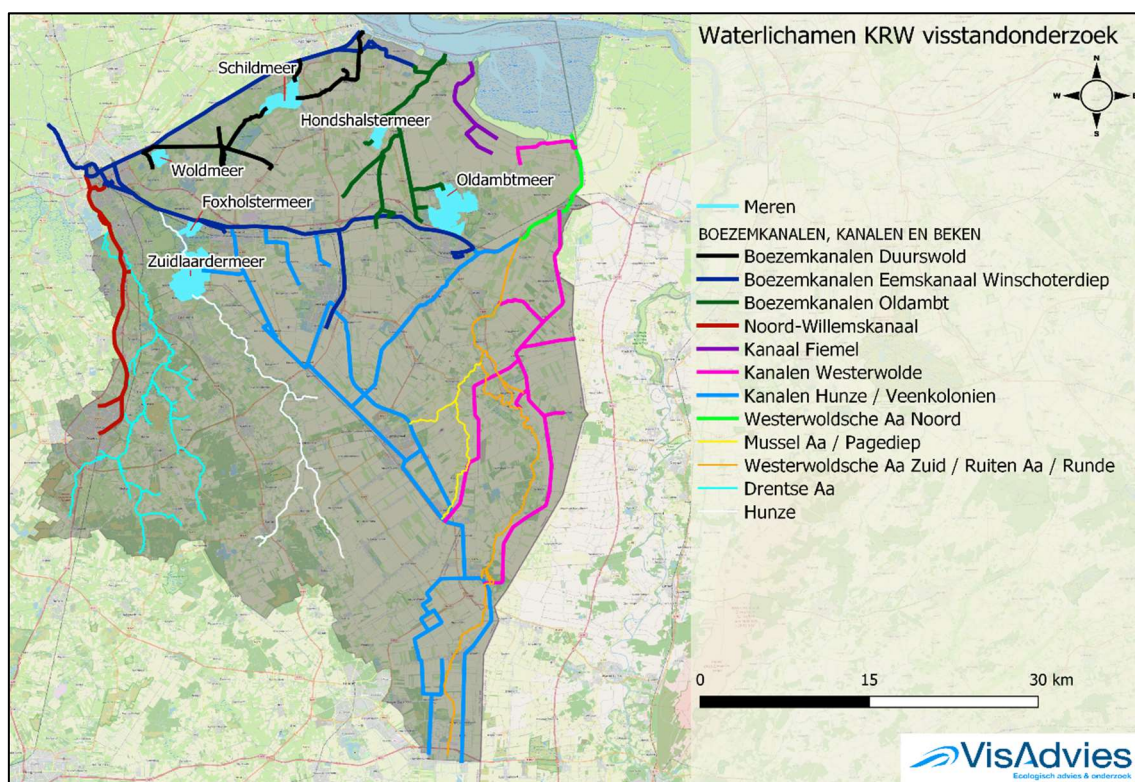 Waterlichamen KRW visstandonderzoek
N
W
E
S
Schildmeer
Hondshalstermeer
Woldmeer
Oldambtmeer
Foxholstermeer
Zuidlaardermeer
Meren
BOEZEMKANALEN, KANALEN EN BEKEN
Boezemkanalen Duurswold
Boezemkanalen Eemskanaal Winschoterdiep
Boezemkanalen Oldambt
Noord-Willemskanaal
Kanaal Fiemel
Kanalen Westerwolde
Kanalen Hunze / Veenkolonien
Westerwoldsche Aa Noord
Mussel Aa / Pagediep
Westerwoldsche Aa Zuid / Ruiten Aa / Runde
Drentse Aa
Hunze
0 15 30 km
VisAdvies
Ecologisch advies & onderzoek